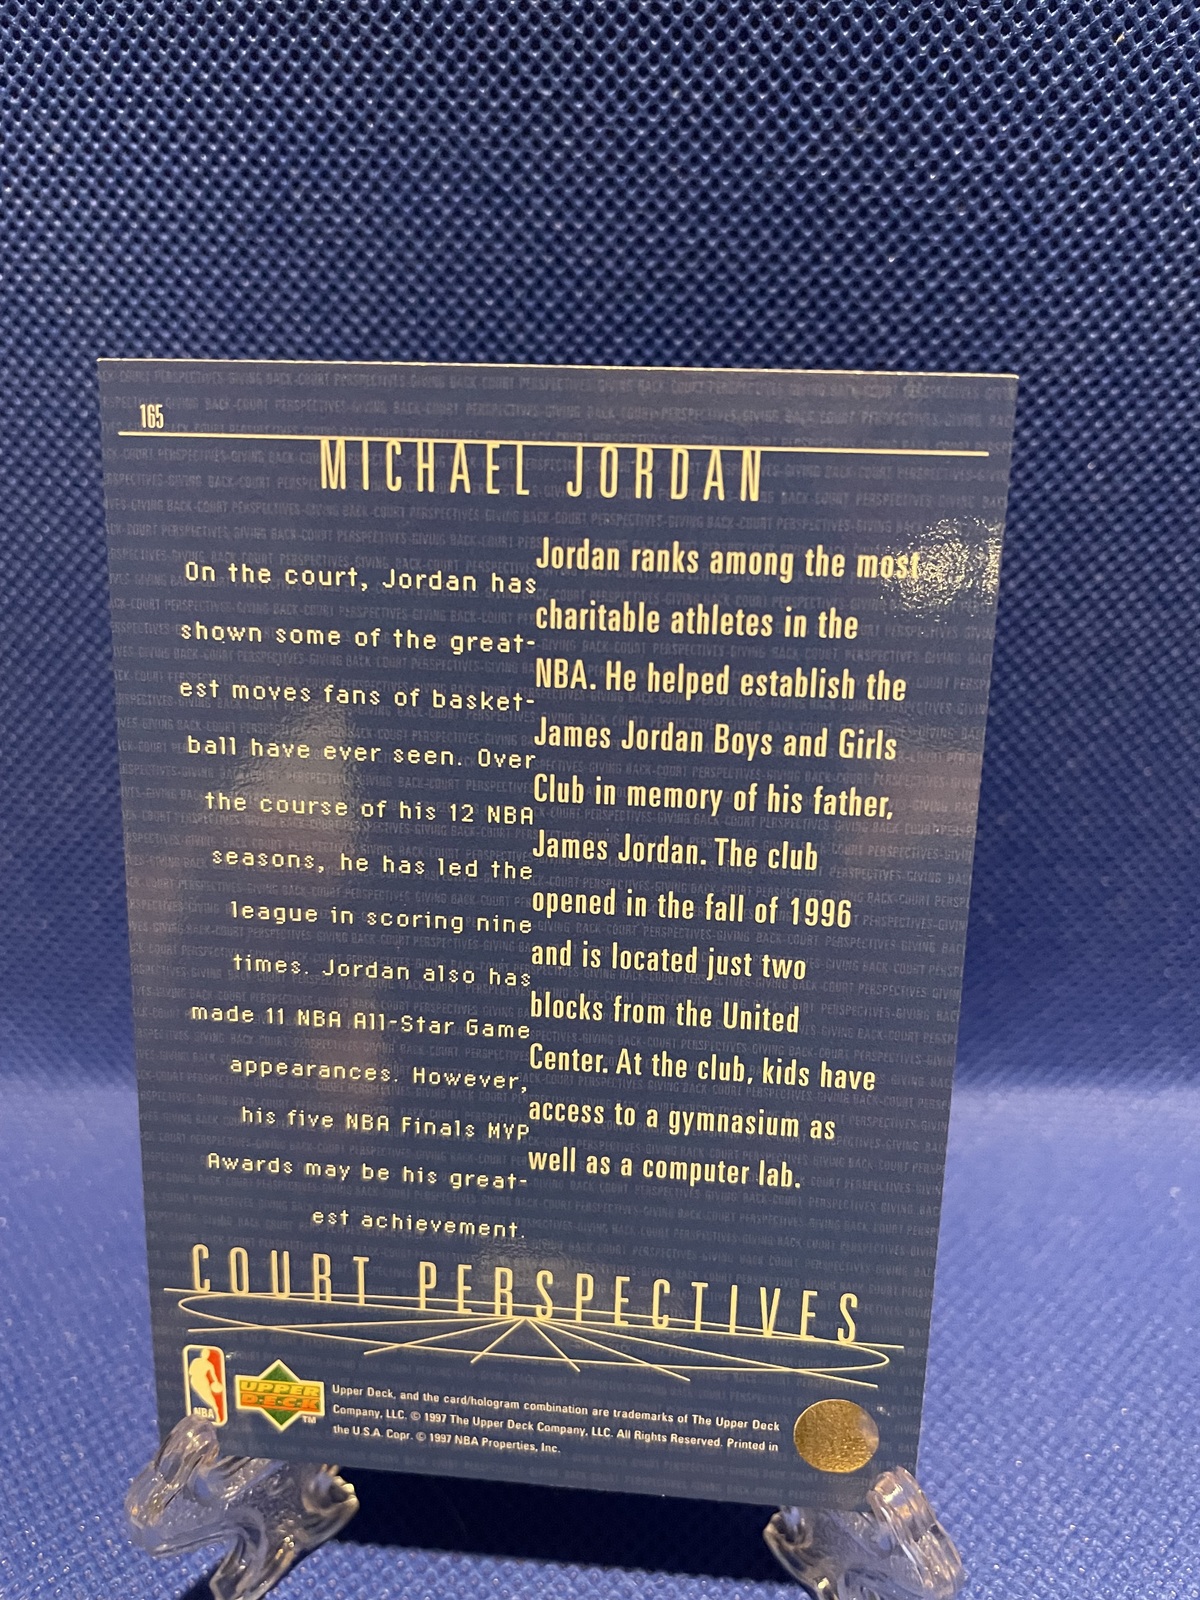 165
MICHAEL JORDAN
On the court, Jordan has
shown some of the great-
est moves fans of basket-
ball have ever seen. Over
the course of his 12 NBA
seasons, he has led the
league in scoring nine
times. Jordan also has
made 11 NBA All-Star Game
appearances. However,
his five NBA Finals MVP
Awards may be his great-
est achievement.
Jordan ranks among the most
charitable athletes in the
NBA. He helped establish the
James Jordan Boys and Girls
Club in memory of his father,
James Jordan. The club
opened in the fall of 1996
and is located just two
blocks from the United
Center. At the club, kids have
access to a gymnasium as
well as a computer lab.
COURT PERSPECTIVES
NBA
UPPER
DECK
TM
Upper Deck, and the card/hologram combination are trademarks of The Upper Deck
Company, LLC. © 1997 The Upper Deck Company, LLC. All Rights Reserved. Printed in
the U.S.A. Copr. © 1997 NBA Properties, Inc.